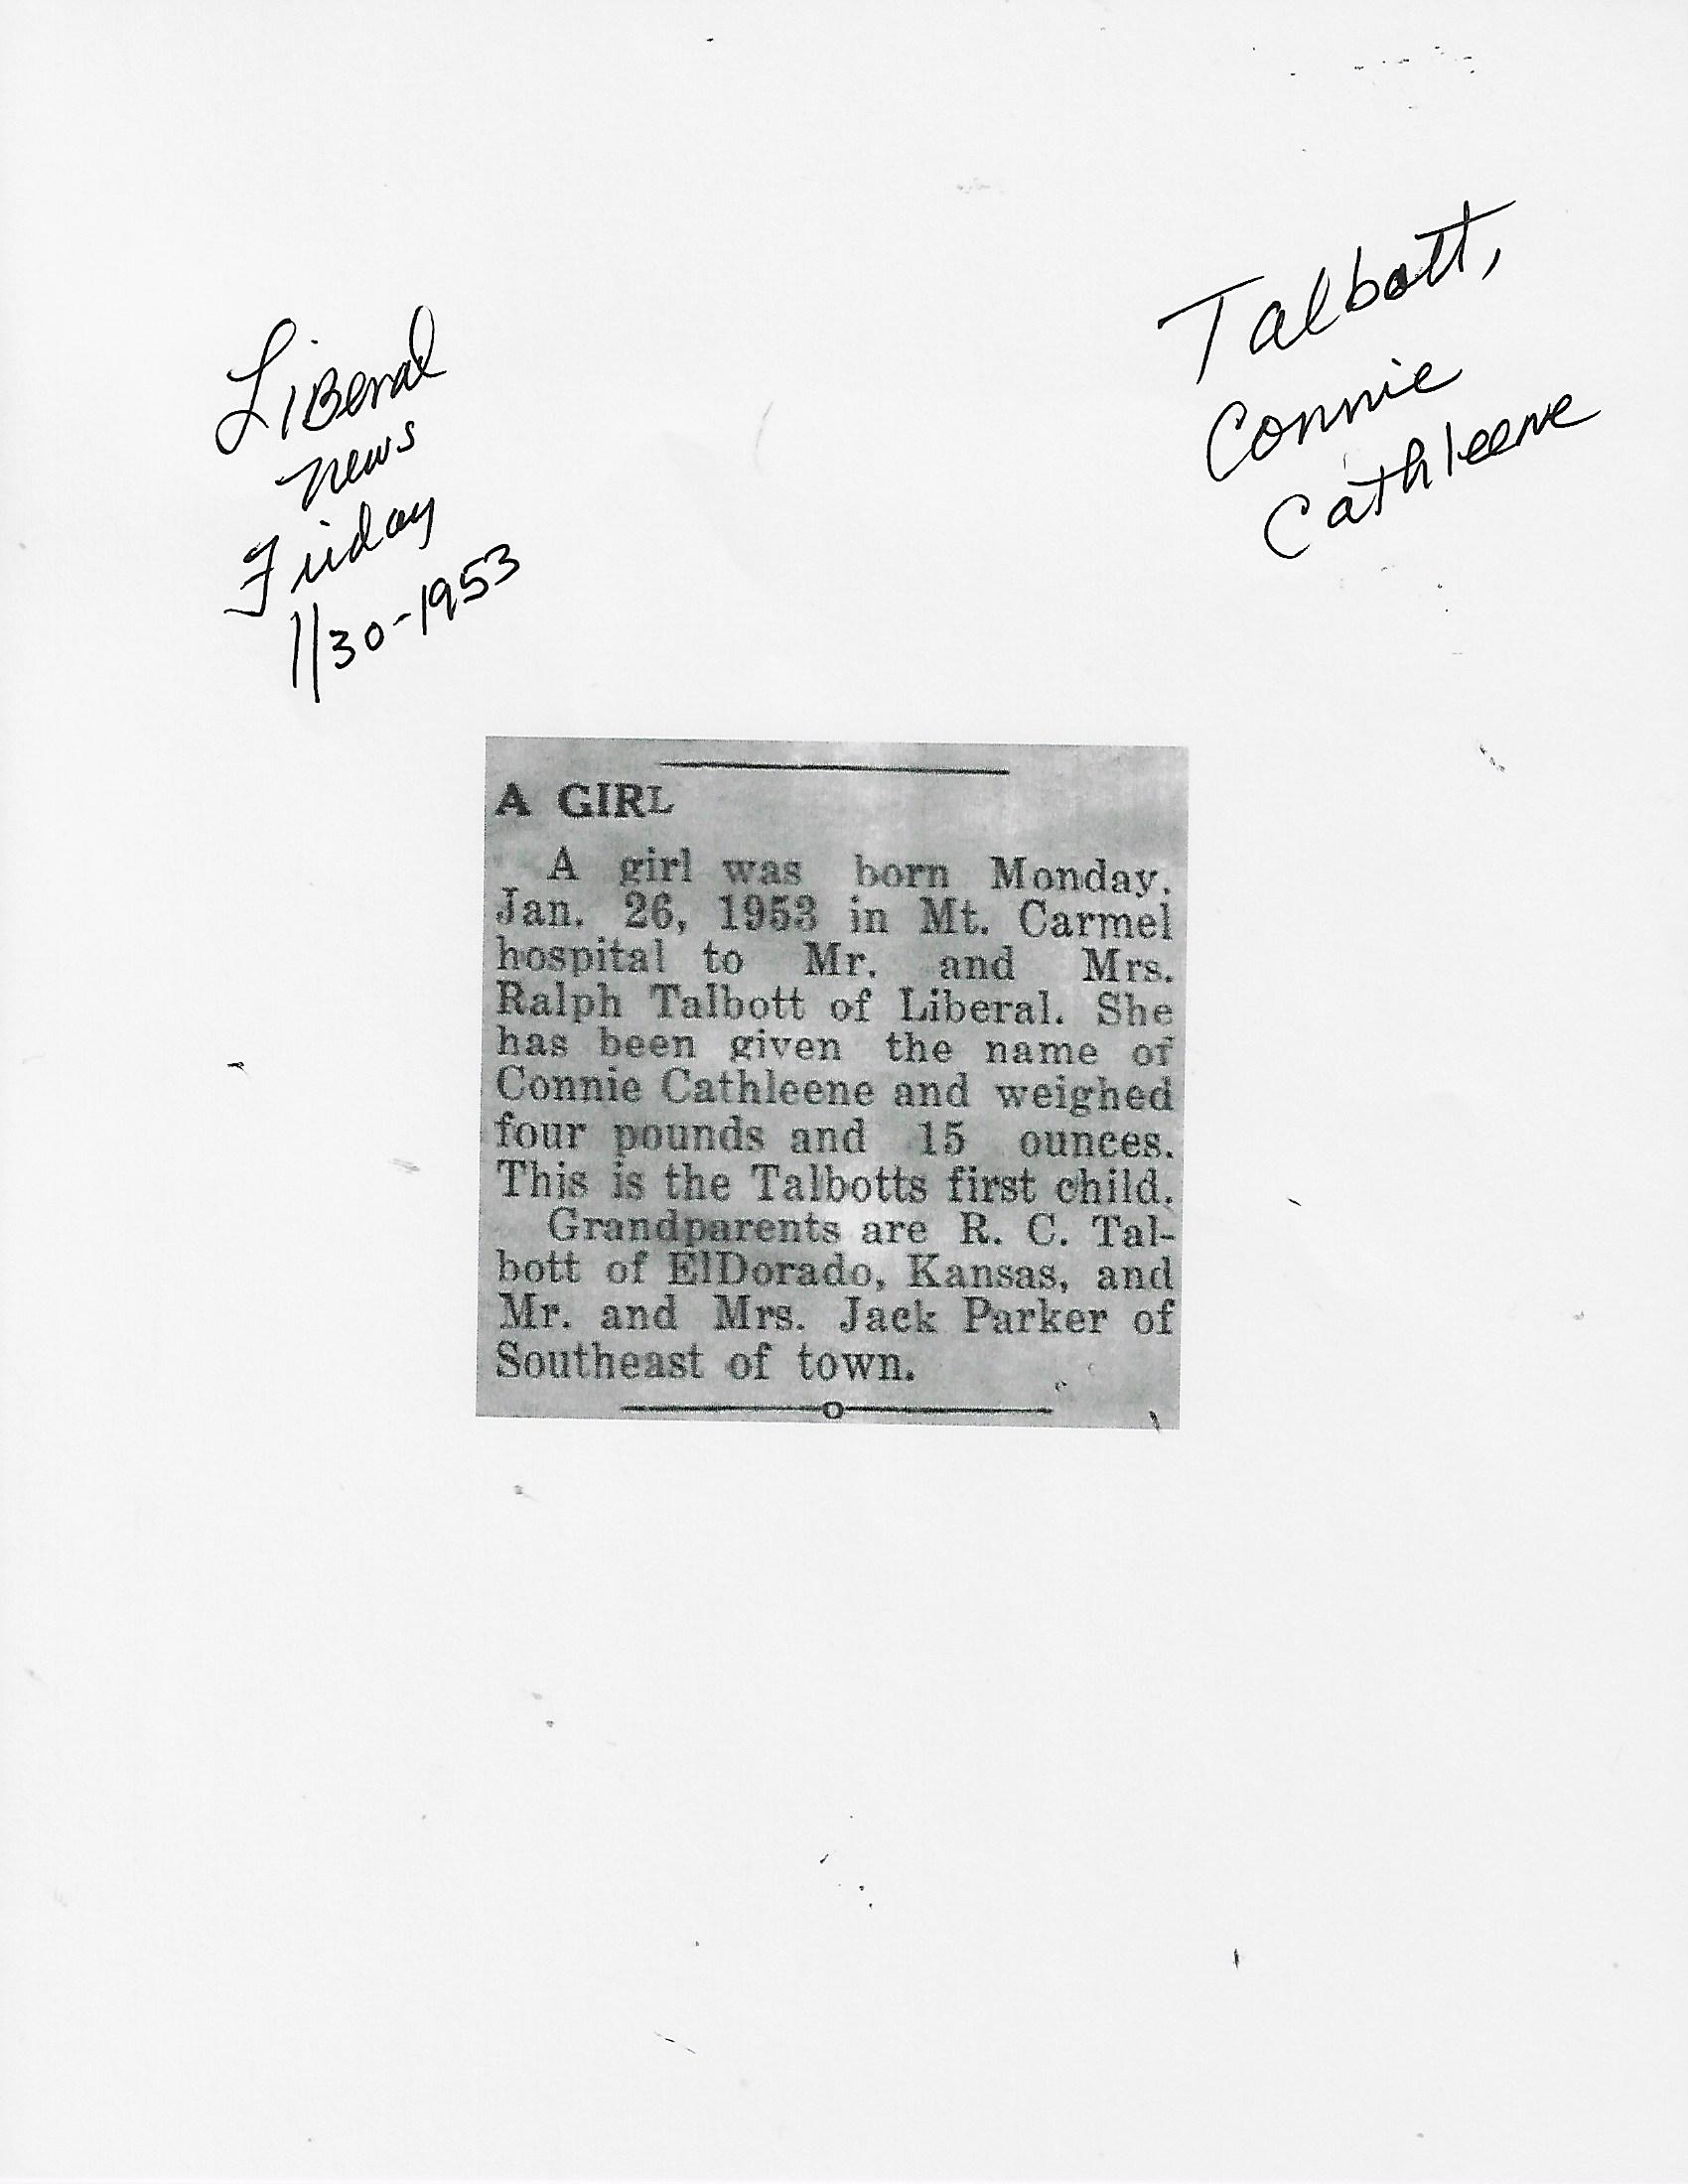 Liberal
News
Friday
1/30-1953
Talbott,
Connie
Cathleene
A GIRL
A girl was born Monday.
Jan. 26, 1953 in Mt. Carmel
hospital to Mr. and Mrs.
Ralph Talbott of Liberal. She
has been given the name of
Connie Cathleene and weighed
four pounds and 15 ounces.
This is the Talbotts first child.
Grandparents are R. C. Tal-
bott of ElDorado, Kansas, and
Mr. and Mrs. Jack Parker of
Southeast of town.